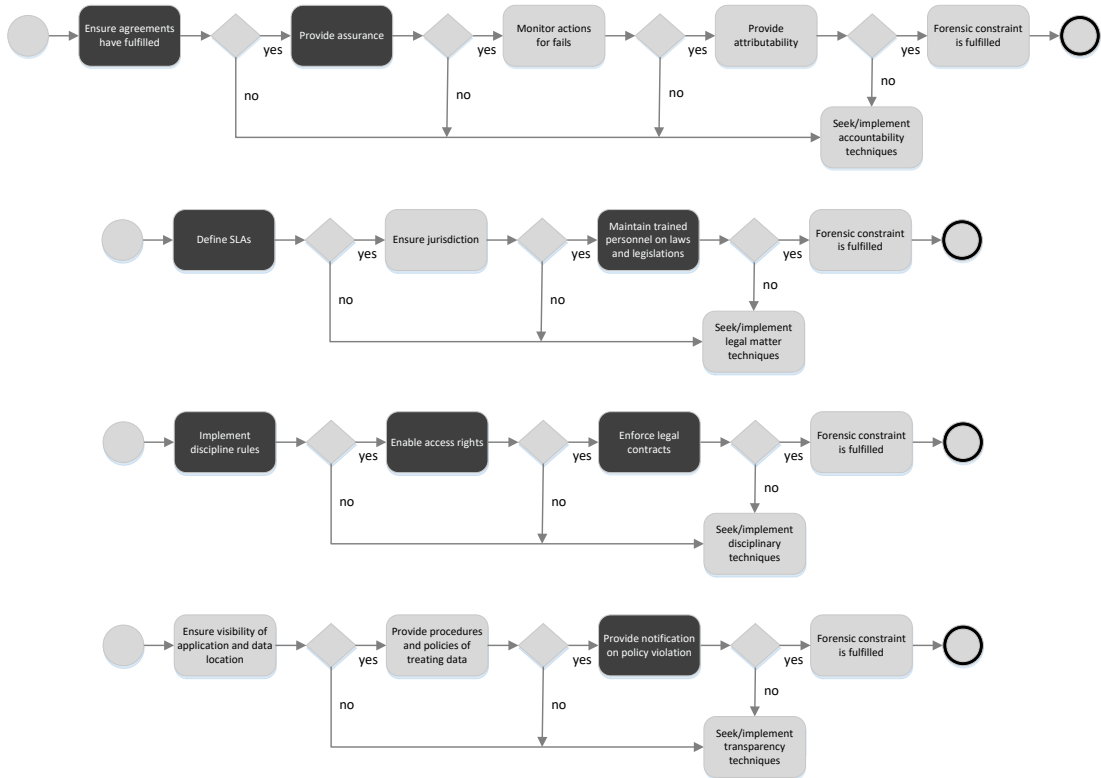 Ensure agreements
have fulfilled
yes
Provide assurance
yes
Monitor actions
for fails
yes
Provide
attributability
yes
Forensic constraint
is fulfilled
no
no
no
no
Seek/implement
accountability
techniques
Define SLAs
yes
Ensure jurisdiction
yes
Maintain trained
personnel on laws
and legislations
yes
Forensic constraint
is fulfilled
no
no
no
Seek/implement
legal matter
techniques
Implement
discipline rules
yes
Enable access rights
yes
Enforce legal
contracts
yes
Forensic constraint
is fulfilled
no
no
no
Seek/implement
disciplinary
techniques
Ensure visibility of
application and data
location
yes
Provide procedures
and policies of
treating data
yes
Provide notification
on policy violation
yes
Forensic constraint
is fulfilled
no
no
no
Seek/implement
transparency
techniques